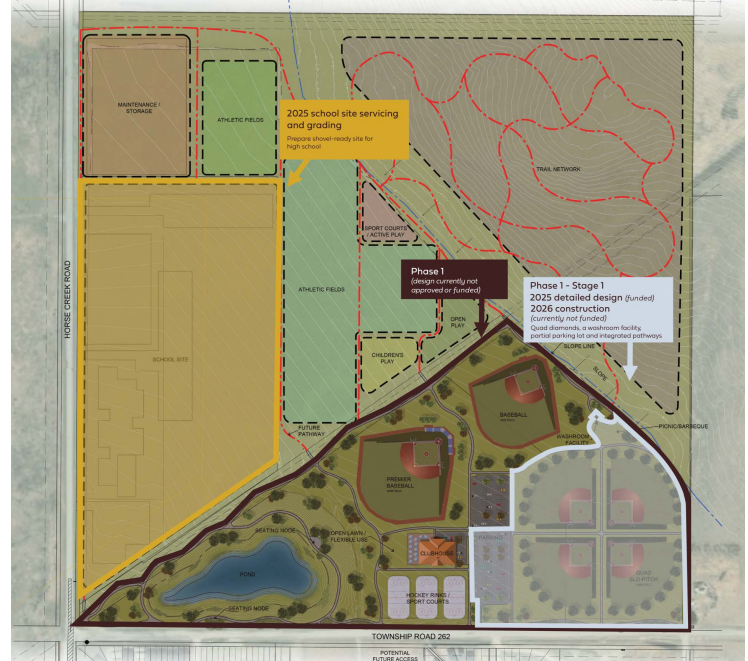 MAINTENANCE /
STORAGE
ATHLETIC FIELDS
2025 school site servicing
and grading
Prepare shovel-ready site for
high school
TRAIL NETWORK
SPORT COURTS
/ ACTIVE PLAY
HORSE CREEK ROAD
ATHLETIC FIELDS
Phase 1
(design currently not
approved or funded)
Phase 1 - Stage 1
2025 detailed design (funded)
2026 construction
(currently not funded)
Quad diamonds, a washroom facility,
partial parking lot and integrated pathways
OPEN
PLAY
SLOPE LINE
SCHOOL SITE
CHILDREN'S
PLAY
SLOPE
BASEBALL
FUTURE
PATHWAY
PICNIC/BARBEQUE
WASHROOM
FACILITY
PREMIER
BASEBALL
SEATING NODE
OPEN LAWN /
FLEXIBLE USE
PARKING
CLUBHOUSE
POND
QUAD
SLO-PITCH
HOCKEY RINKS /
SPORT COURTS
SEATING NODE
TOWNSHIP ROAD 262
POTENTIAL
FUTURE ACCESS